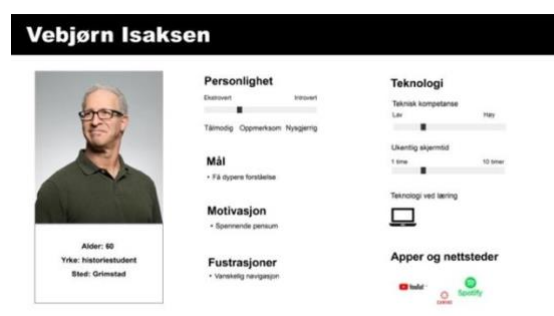 Vebjørn Isaksen
Alder: 60
Yrke: historiestudent
Sted: Grimstad
Personlighet
Ekstrovert Introvert
Tålmodig Oppmerksom Nysgjerrig
Mål
• Få dypere forståelse
Motivasjon
• Spennende pensum
Fustrasjoner
• Vanskelig navigasjon
Teknologi
Teknisk kompetanse
Lav Høy
Ukentlig skjermtid
1 time 10 timer
Teknologi ved læring
Apper og nettsteder
YouTube
Spotify